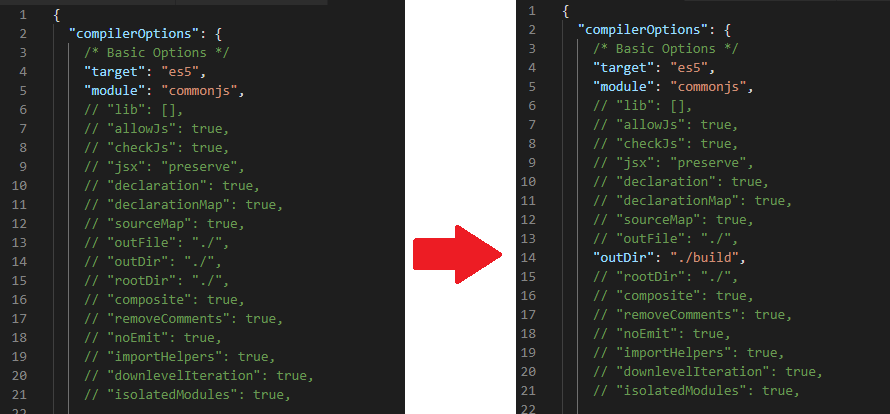 1 {
2 "compilerOptions": {
3 /* Basic Options */
4 "target": "es5",
5 "module": "commonjs",
6 // "lib": [],
7 // "allowJs": true,
8 // "checkJs": true,
9 // "jsx": "preserve",
10 // "declaration": true,
11 // "declarationMap": true,
12 // "sourceMap": true,
13 // "outFile": "./",
14 // "outDir": "./",
15 // "rootDir": "./",
16 // "composite": true,
17 // "removeComments": true,
18 // "noEmit": true,
19 // "importHelpers": true,
20 // "downlevelIteration": true,
21 // "isolatedModules": true,
22
1 {
2 "compilerOptions": {
3 /* Basic Options */
4 "target": "es5",
5 "module": "commonjs",
6 // "lib": [],
7 // "allowJs": true,
8 // "checkJs": true,
9 // "jsx": "preserve",
10 // "declaration": true,
11 // "declarationMap": true,
12 // "sourceMap": true,
13 // "outFile": "./",
14 "outDir": "./build",
15 // "rootDir": "./",
16 // "composite": true,
17 // "removeComments": true,
18 // "noEmit": true,
19 // "importHelpers": true,
20 // "downlevelIteration": true,
21 // "isolatedModules": true,
22